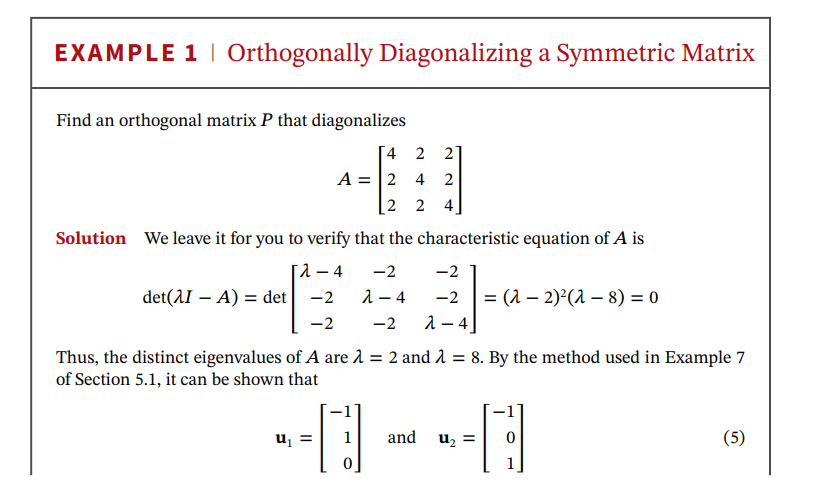 EXAMPLE 1 | Orthogonally Diagonalizing a Symmetric Matrix
Find an orthogonal matrix P that diagonalizes
A = [4 2 2; 2 4 2; 2 2 4]
Solution We leave it for you to verify that the characteristic equation of A is
det(λI − A) = det [λ − 4 −2 −2; −2 λ − 4 −2; −2 −2 λ − 4] = (λ − 2)²(λ − 8) = 0
Thus, the distinct eigenvalues of A are λ = 2 and λ = 8. By the method used in Example 7
of Section 5.1, it can be shown that
u₁ = [−1; 1; 0] and u₂ = [−1; 0; 1] (5)